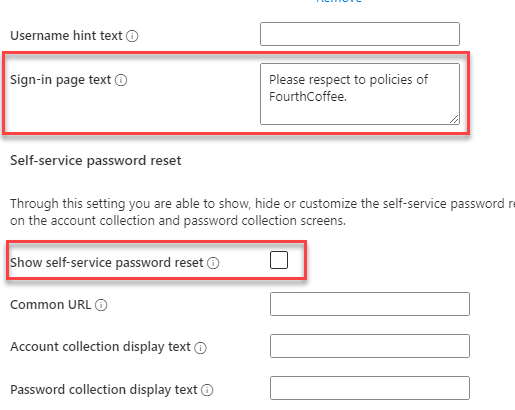 Remove
Username hint text
Sign-in page text
Please respect to policies of
FourthCoffee.
Self-service password reset
Through this setting you are able to show, hide or customize the self-service password re
on the account collection and password collection screens.
Show self-service password reset
Common URL
Account collection display text
Password collection display text